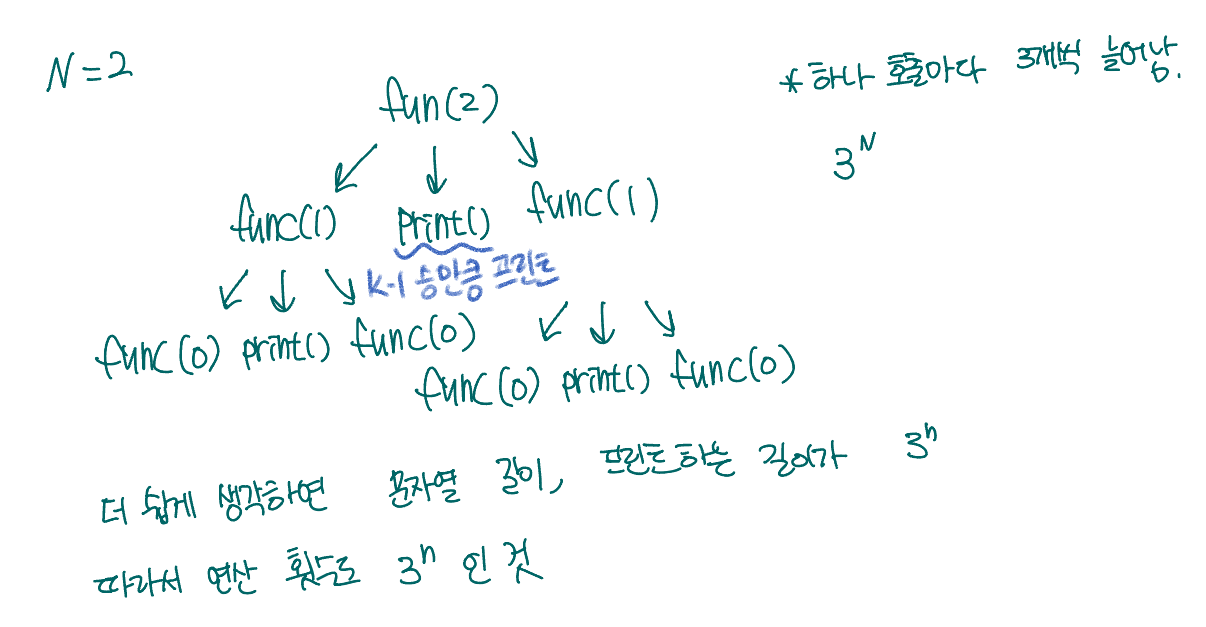 N=2
*하나 호출마다 3개씩 늘어남.
fun(2)
3^N
func(1) print() func(1)
k-1 승만큼 프린트
func(0) print() func(0)
func(0) print() func(0)
더 쉽게 생각하면 문자열 길이, 프린트하는 길이가 3^n
따라서 연산 횟수도 3^n 인 것